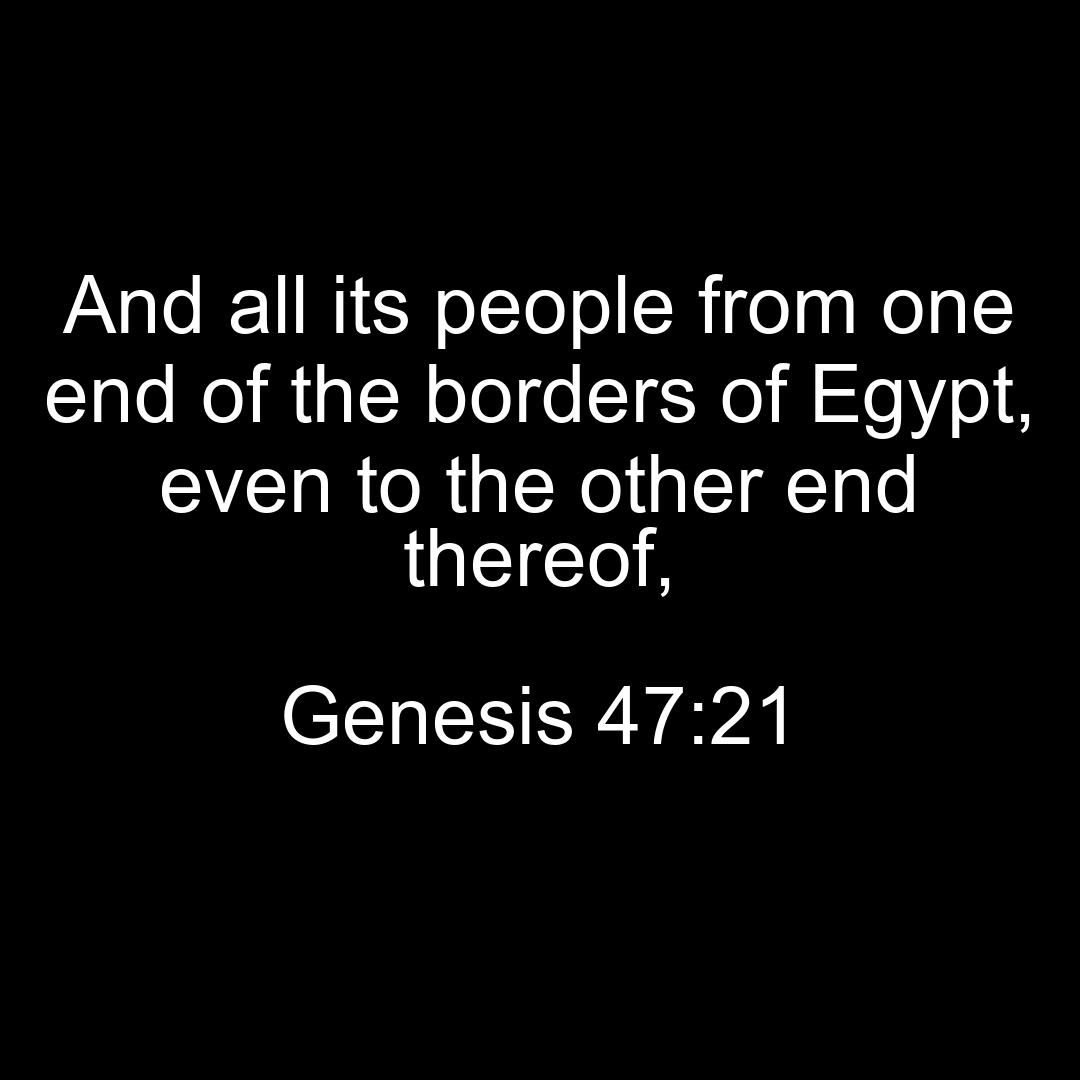 And all its people from one
end of the borders of Egypt,
even to the other end
thereof,
Genesis 47:21